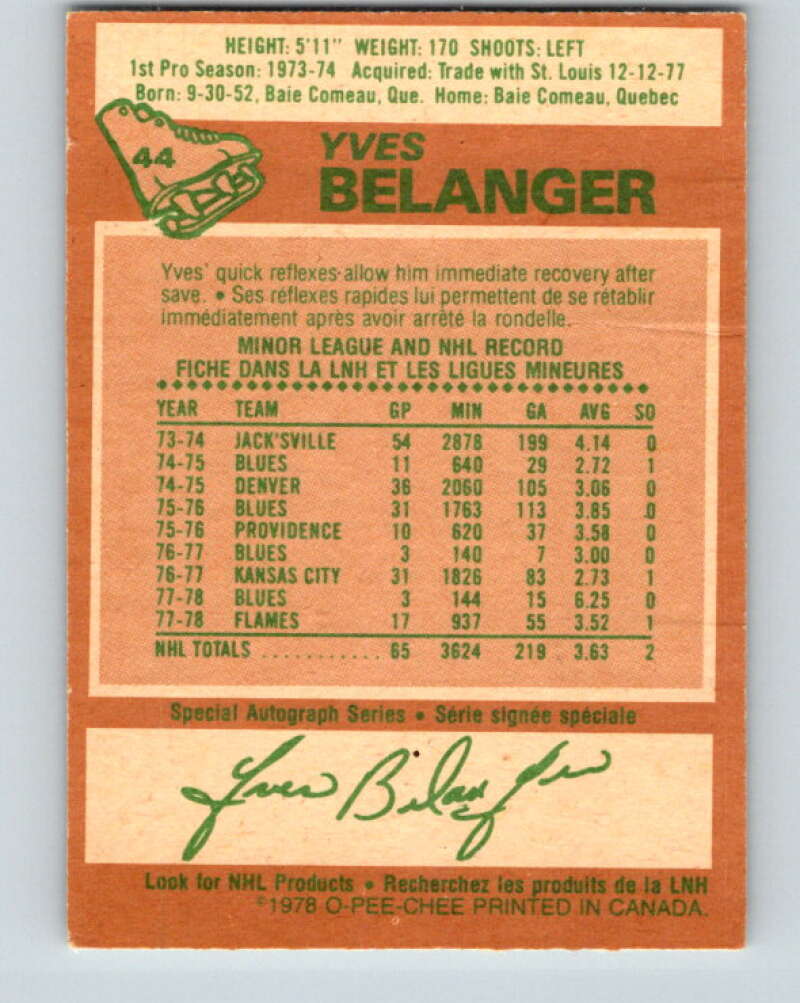 HEIGHT: 5'11" WEIGHT: 170 SHOOTS: LEFT
1st Pro Season: 1973-74 Acquired: Trade with St. Louis 12-12-77
Born: 9-30-52, Baie Comeau, Que. Home: Baie Comeau, Quebec
44
YVES
BELANGER
Yves' quick reflexes allow him immediate recovery after
save. • Ses réflexes rapides lui permettent de se rétablir
immédiatement après avoir arrêté la rondelle.
MINOR LEAGUE AND NHL RECORD
FICHE DANS LA LNH ET LES LIGUES MINEURES
YEAR TEAM GP MIN GA AVG SO
73-74 JACK'SVILLE 54 2878 199 4.14 0
74-75 BLUES 11 640 29 2.72 1
74-75 DENVER 36 2060 105 3.06 0
75-76 BLUES 31 1763 113 3.85 0
75-76 PROVIDENCE 10 620 37 3.58 0
76-77 BLUES 3 140 7 3.00 0
76-77 KANSAS CITY 31 1826 83 2.73 1
77-78 BLUES 3 144 15 6.25 0
77-78 FLAMES 17 937 55 3.52 1
NHL TOTALS ............ 65 3624 219 3.63 2
Special Autograph Series • Série signée spéciale
Yves Belanger
Look for NHL Products • Recherchez les produits de la LNH
©1978 O-PEE-CHEE PRINTED IN CANADA.